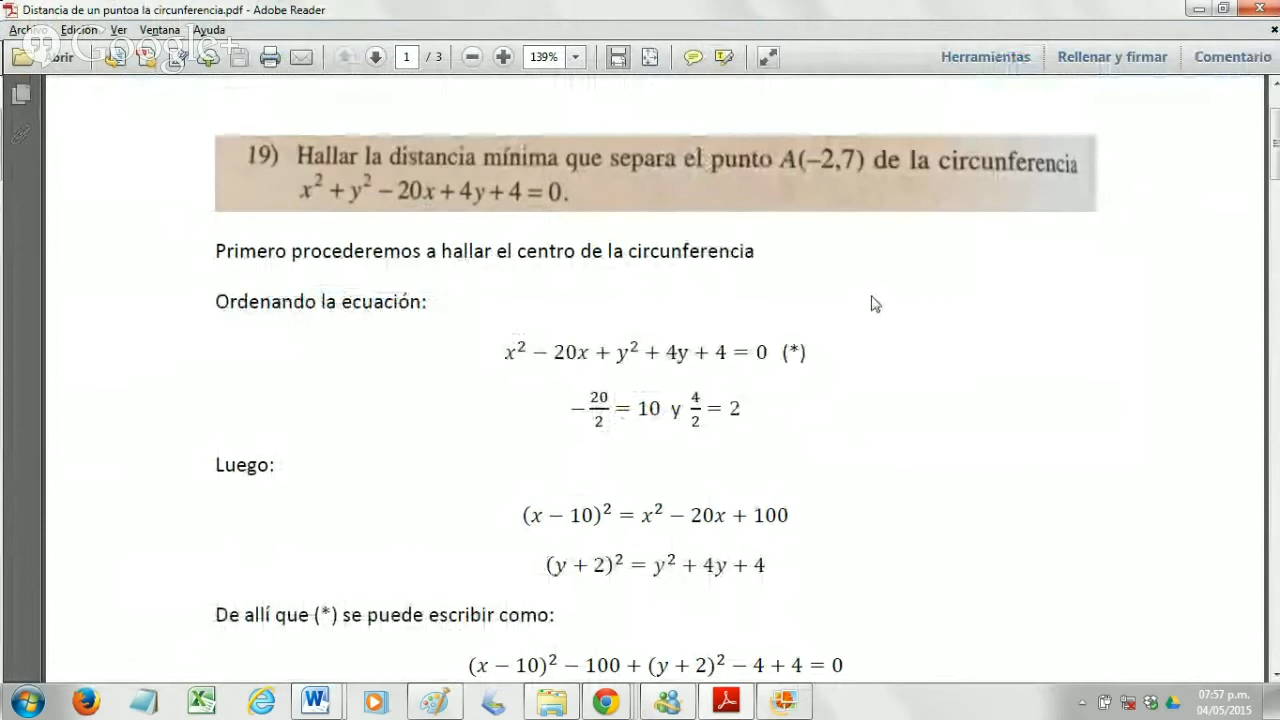 Distancia de un puntoa la circunferencia.pdf - Adobe Reader
Archivo Edición Ver Ventana Ayuda
Google+
1 / 3 139% Herramientas Rellenar y firmar Comentario
19) Hallar la distancia mínima que separa el punto A(−2,7) de la circunferencia
x² + y² − 20x + 4y + 4 = 0.
Primero procederemos a hallar el centro de la circunferencia
Ordenando la ecuación:
x² − 20x + y² + 4y + 4 = 0 (*)
−20/2 = 10 y 4/2 = 2
Luego:
(x − 10)² = x² − 20x + 100
(y + 2)² = y² + 4y + 4
De allí que (*) se puede escribir como:
(x − 10)² − 100 + (y + 2)² − 4 + 4 = 0
07:57 p.m.
04/05/2015